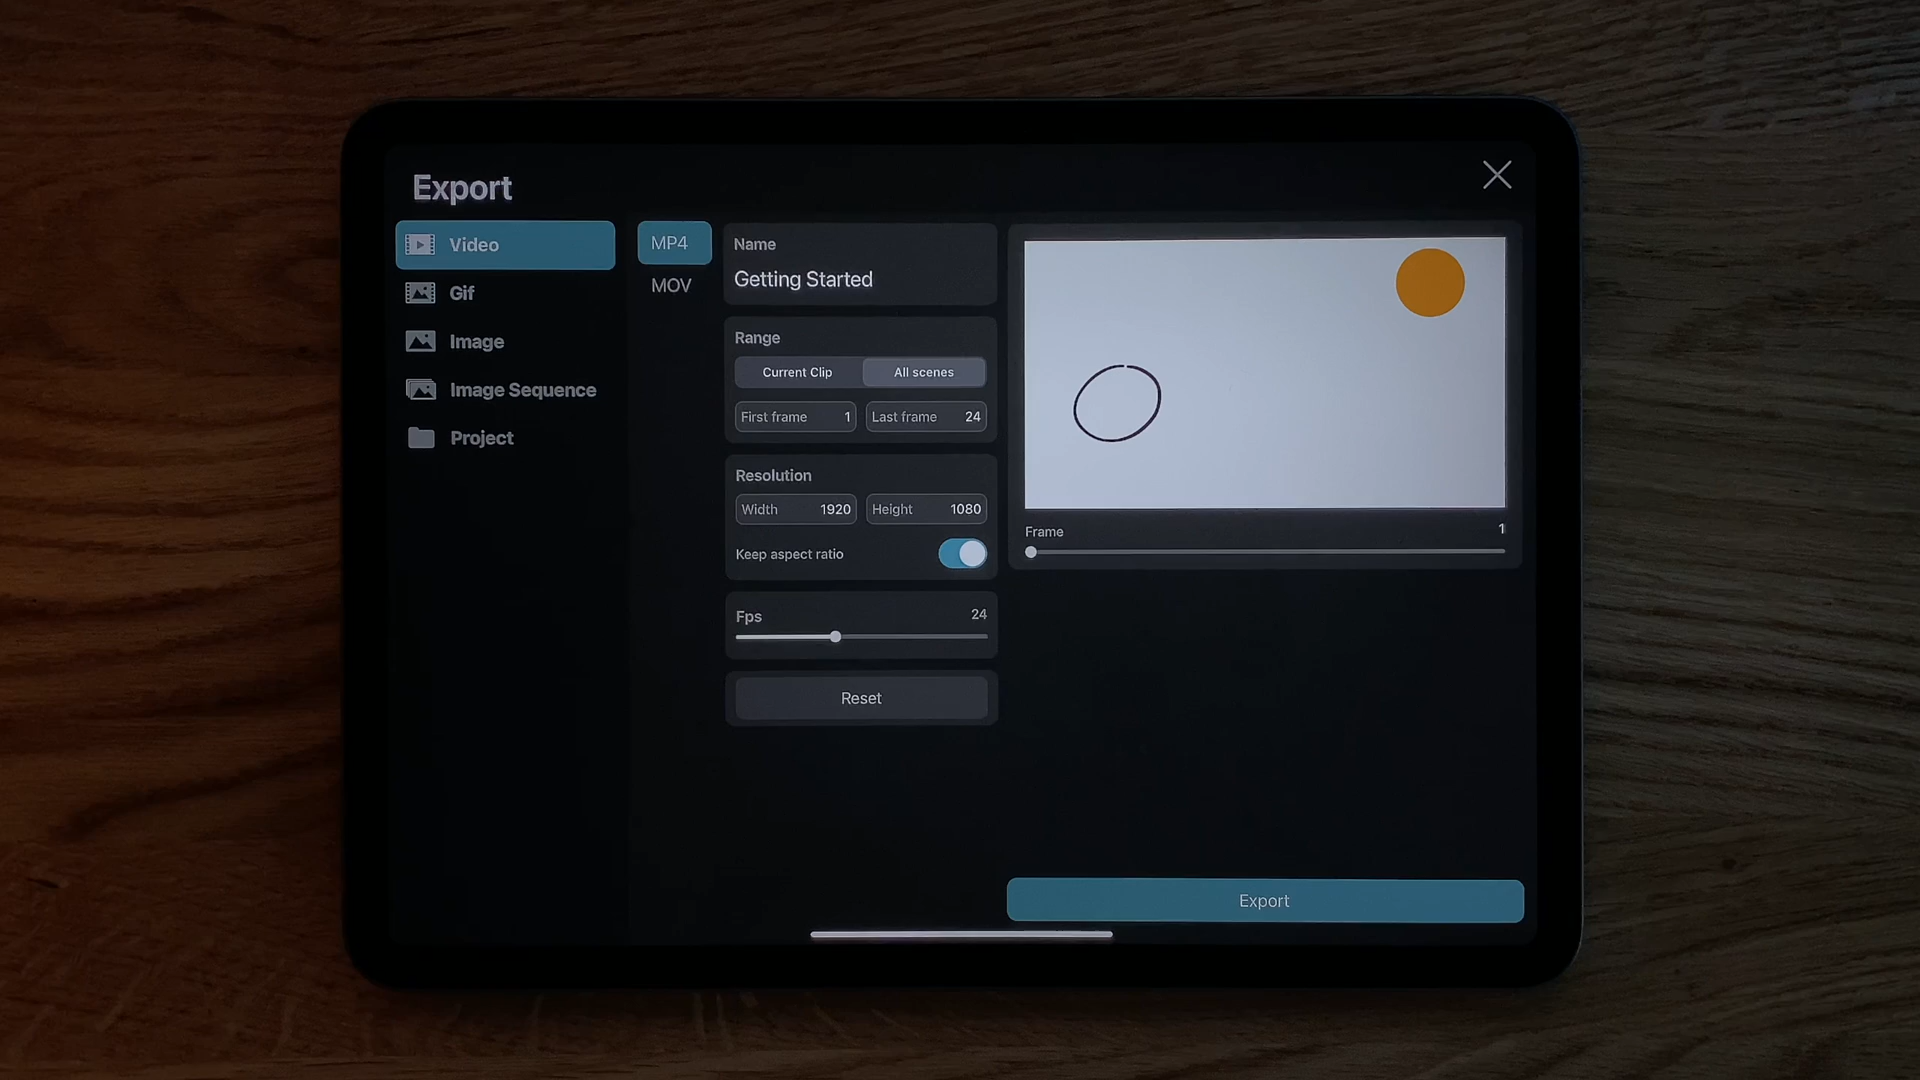 Export
Video
Gif
Image
Image Sequence
Project
MP4
MOV
Name
Getting Started
Range
Current Clip All scenes
First frame 1 Last frame 24
Resolution
Width 1920 Height 1080
Keep aspect ratio
Fps 24
Reset
Frame 1
Export